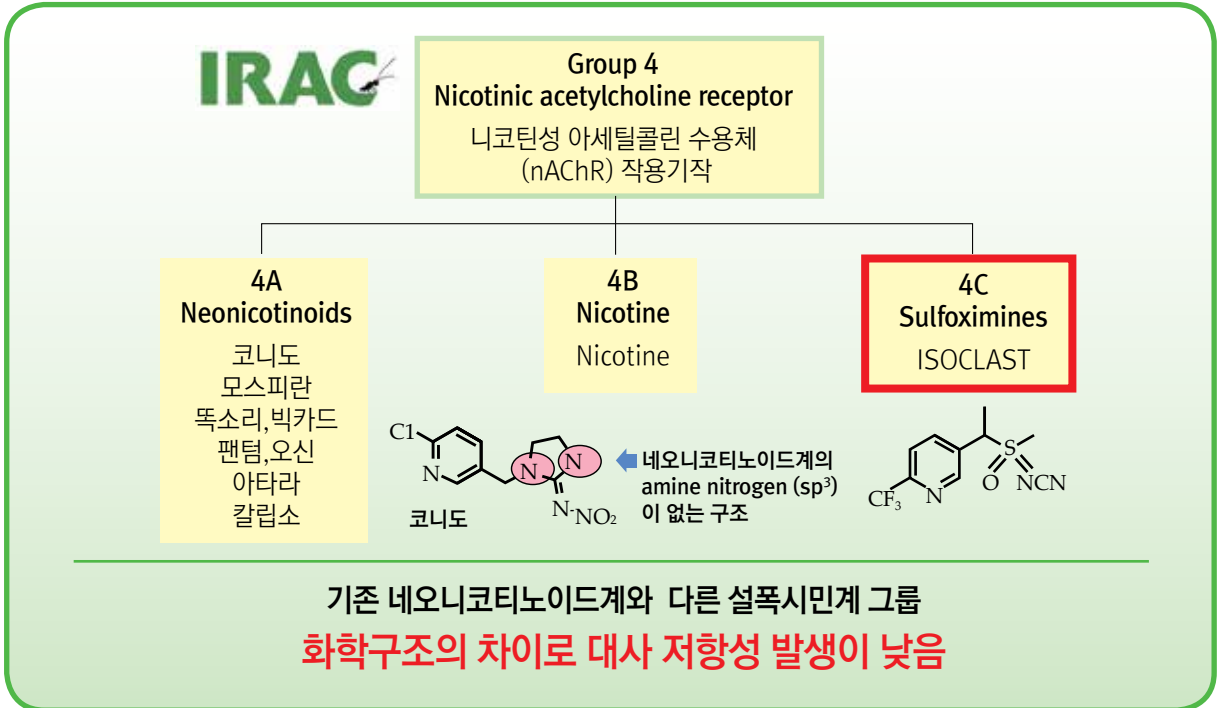 IRAC
Group 4
Nicotinic acetylcholine receptor
니코틴성 아세틸콜린 수용체
(nAChR) 작용기작
4A
Neonicotinoids
코니도
모스피란
똑소리,빅카드
팬텀,오신
아타라
칼립소
4B
Nicotine
Nicotine
4C
Sulfoximines
ISOCLAST
C1
N
N
N
N-NO₂
코니도
네오니코티노이드계의
amine nitrogen (sp³)
이 없는 구조
S
O
NCN
CF₃
N
기존 네오니코티노이드계와 다른 설폭시민계 그룹
화학구조의 차이로 대사 저항성 발생이 낮음